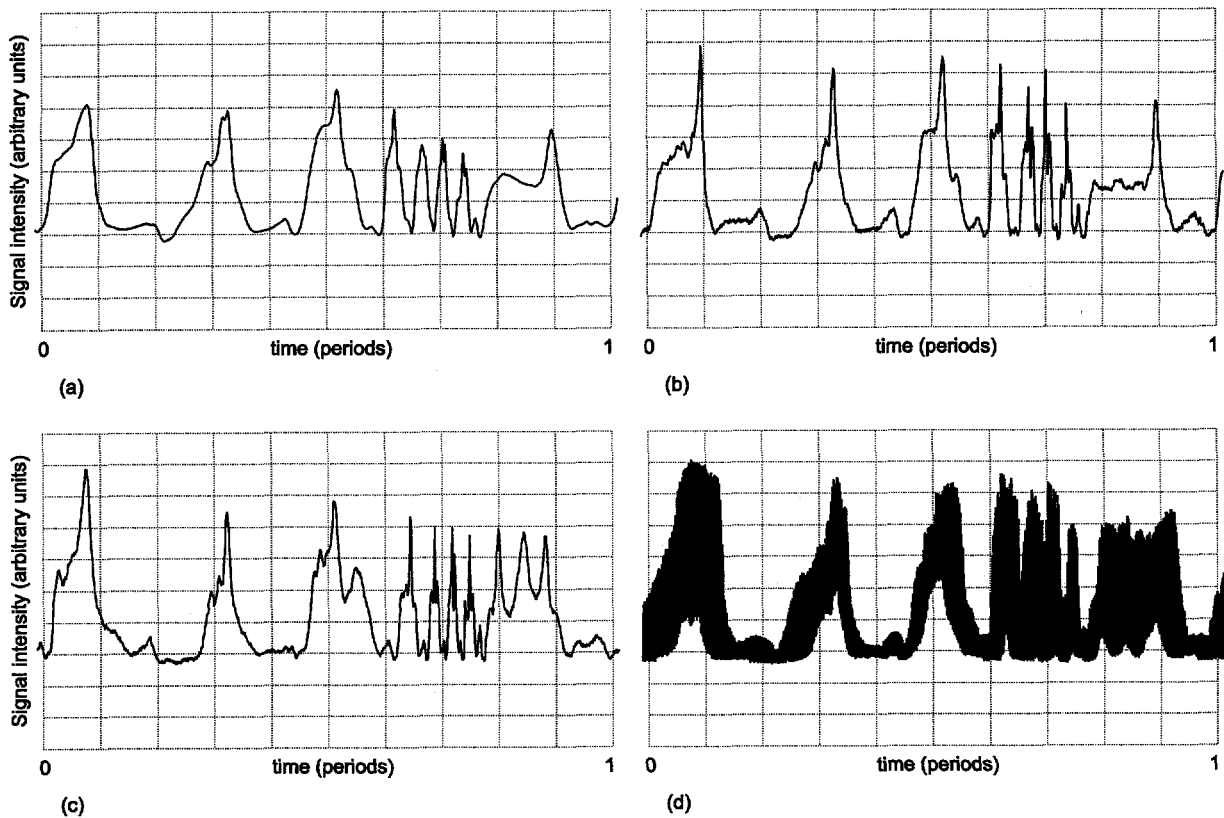 Signal intensity (arbitrary units)
0 time (periods) 1
(a)
0 time (periods) 1
(b)
Signal intensity (arbitrary units)
0 time (periods) 1
(c)
0 time (periods) 1
(d)